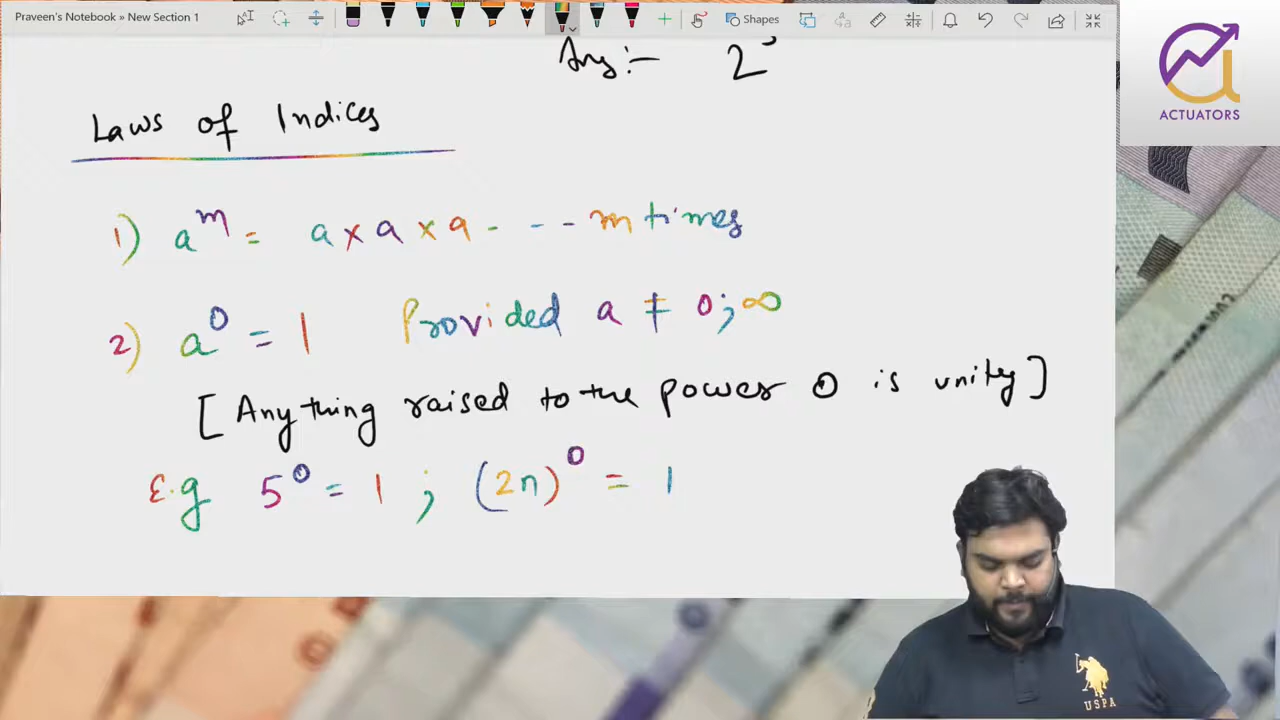 Praveen's Notebook » New Section 1
Shapes
ACTUATORS
Ans :- 2
Laws of Indices
1) a^m = a × a × a - - - - m times
2) a^0 = 1 Provided a ≠ 0; ∞
[Anything raised to the power 0 is unity]
E.g 5^0 = 1 ; (2n)^0 = 1
USPA